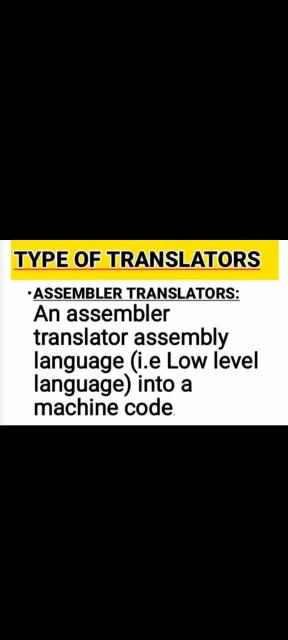 TYPE OF TRANSLATORS
•ASSEMBLER TRANSLATORS:
An assembler
translator assembly
language (i.e Low level
language) into a
machine code.